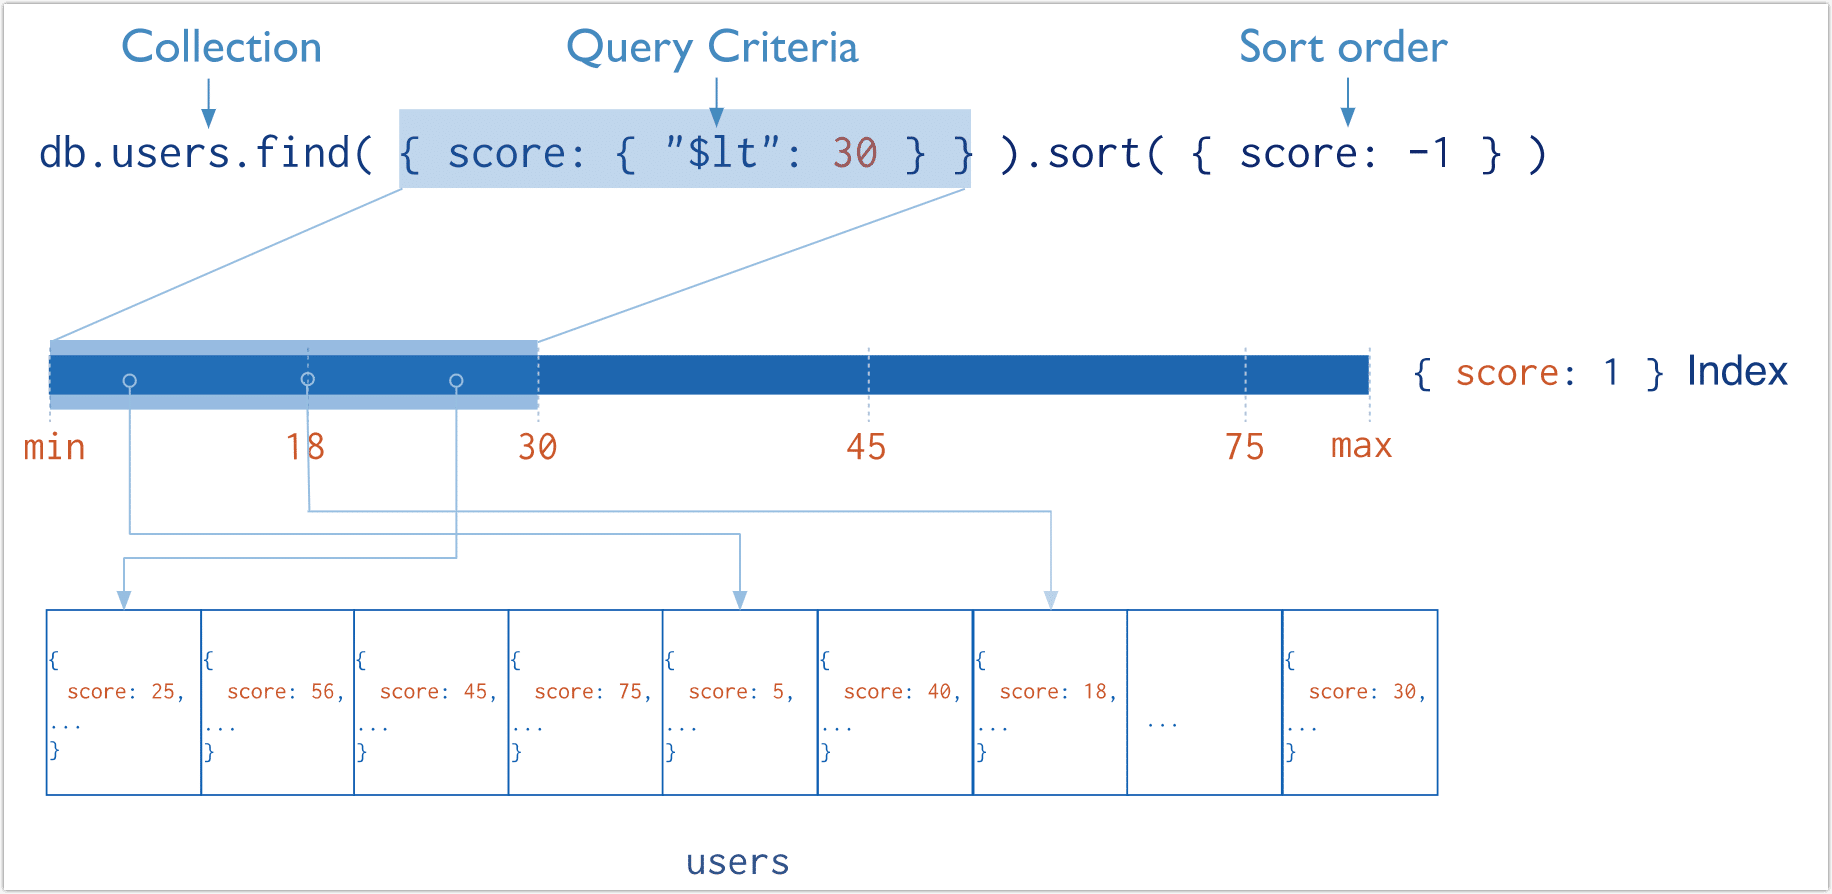 Collection
Query Criteria
Sort order
db.users.find( { score: { "$lt": 30 } } ).sort( { score: -1 } )
{ score: 1 } Index
min
18
30
45
75
max
{
score: 25,
...
}
{
score: 56,
...
}
{
score: 45,
...
}
{
score: 75,
...
}
{
score: 5,
...
}
{
score: 40,
...
}
{
score: 18,
...
}
...
{
score: 30,
...
}
users